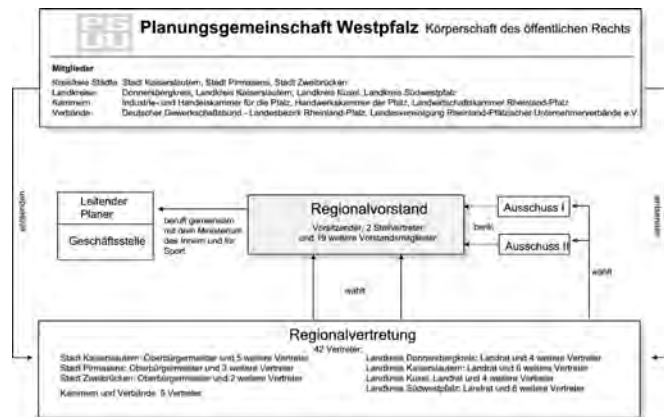 Planungsgemeinschaft Westpfalz Körperschaft des öffentlichen Rechts
Mitglieder
Kreisfreie Städte Stadt Kaiserslautern, Stadt Pirmasens, Stadt Zweibrücken
Landkreise: Donnersbergkreis, Landkreis Kaiserslautern, Landkreis Kusel, Landkreis Südwestpfalz
Kammern: Industrie- und Handelskammer für die Pfalz, Handwerkskammer der Pfalz, Landwirtschaftskammer Rheinland-Pfalz
Verbände: Deutscher Gewerkschaftsbund - Landesbezirk Rheinland-Pfalz, Landesvereinigung Rheinland-Pfälzischer Unternehmerverbände e.V.
entsenden
entsenden
Leitender
Planer
Geschäftsstelle
beruft gemeinsam
mit dem Ministerium
des Innern und für
Sport
Regionalvorstand
Vorsitzender, 2 Stellvertreter
und 19 weitere Vorstandsmitglieder
berät
Ausschuss I
Ausschuss II
wählt
wählt
Regionalvertretung
42 Vertreter:
Stadt Kaiserslautern: Oberbürgermeister und 5 weitere Vertreter
Stadt Pirmasens: Oberbürgermeister und 3 weitere Vertreter
Stadt Zweibrücken: Oberbürgermeister und 2 weitere Vertreter
Kammern und Verbände: 5 Vertreter
Landkreis Donnersbergkreis: Landrat und 4 weitere Vertreter
Landkreis Kaiserslautern: Landrat und 6 weitere Vertreter
Landkreis Kusel: Landrat und 4 weitere Vertreter
Landkreis Südwestpfalz: Landrat und 6 weitere Vertreter